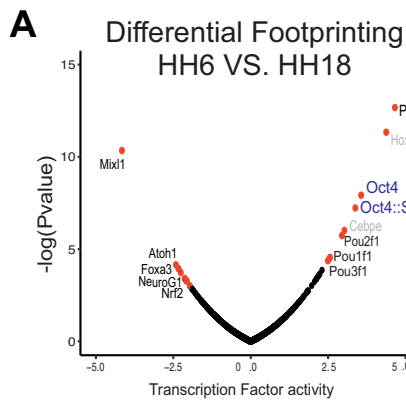 A
Differential Footprinting
HH6 VS. HH18
15
10
5
0
-log(Pvalue)
P
Hox
Mixl1
Oct4
Oct4::S
Cebpe
Pou2f1
Pou1f1
Pou3f1
Atoh1
Foxa3
NeuroG1
Nrf2
-5.0 -2.5 0 .0 2.5 5
Transcription Factor activity